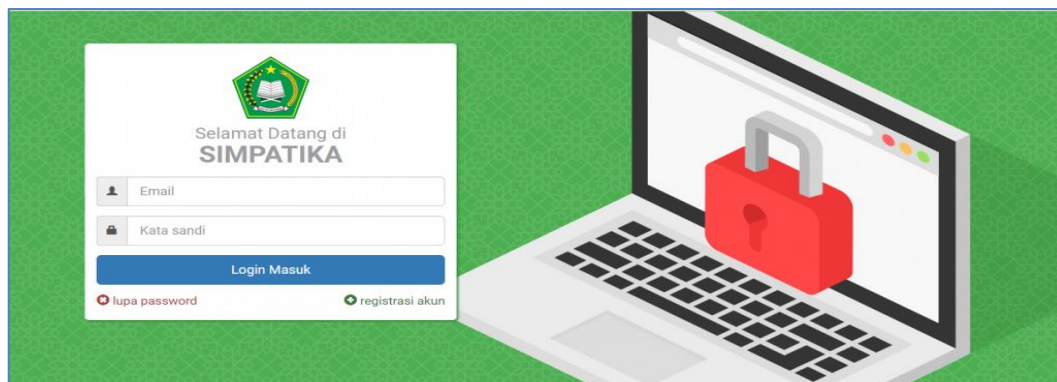 Selamat Datang di
SIMPATIKA
Email
Kata sandi
Login Masuk
lupa password
registrasi akun